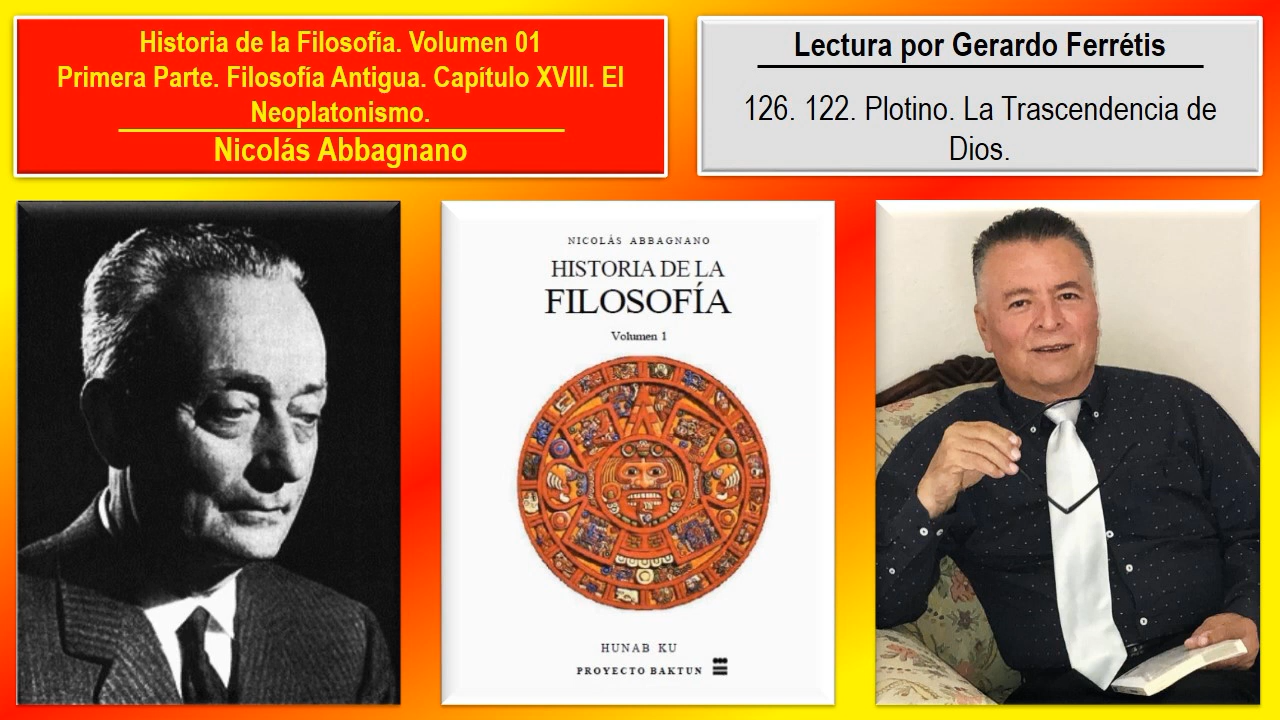 Historia de la Filosofía. Volumen 01
Primera Parte. Filosofía Antigua. Capítulo XVIII. El
Neoplatonismo.
Nicolás Abbagnano
Lectura por Gerardo Ferrétis
126. 122. Plotino. La Trascendencia de
Dios.
NICOLÁS ABBAGNANO
HISTORIA DE LA
FILOSOFÍA
Volumen 1
HUNAB KU
PROYECTO BAKTUN